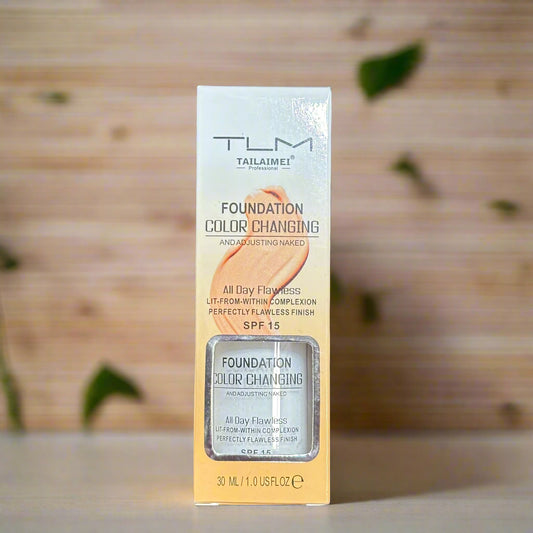 TLM
TAILAIMEI®
Professional
FOUNDATION
COLOR CHANGING
AND ADJUSTING NAKED
All Day Flawless
LIT-FROM-WITHIN COMPLEXION
PERFECTLY FLAWLESS FINISH
SPF 15
FOUNDATION
COLOR CHANGING
AND ADJUSTING NAKED
All Day Flawless
LIT-FROM-WITHIN COMPLEXION
PERFECTLY FLAWLESS FINISH
SPF 15
30 ML / 1.0 US FL OZ ℮